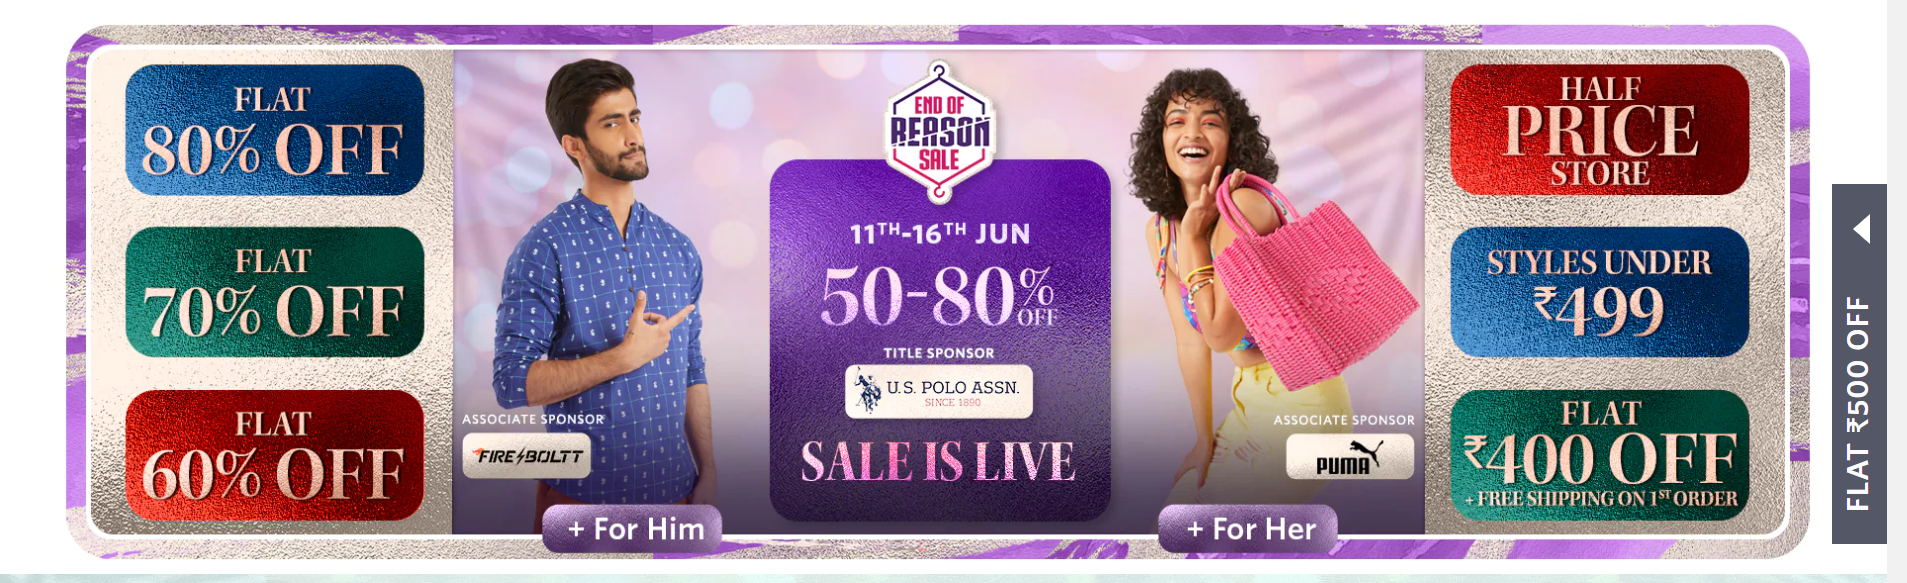 FLAT
80% OFF
FLAT
70% OFF
FLAT
60% OFF
ASSOCIATE SPONSOR
FIRE BOLTT
+ For Him
END OF
REASON
SALE
11TH-16TH JUN
50-80% OFF
TITLE SPONSOR
U.S. POLO ASSN.
SINCE 1890
SALE IS LIVE
ASSOCIATE SPONSOR
PUMA
+ For Her
HALF
PRICE
STORE
STYLES UNDER
₹499
FLAT
₹400 OFF
+ FREE SHIPPING ON 1ST ORDER
FLAT ₹500 OFF